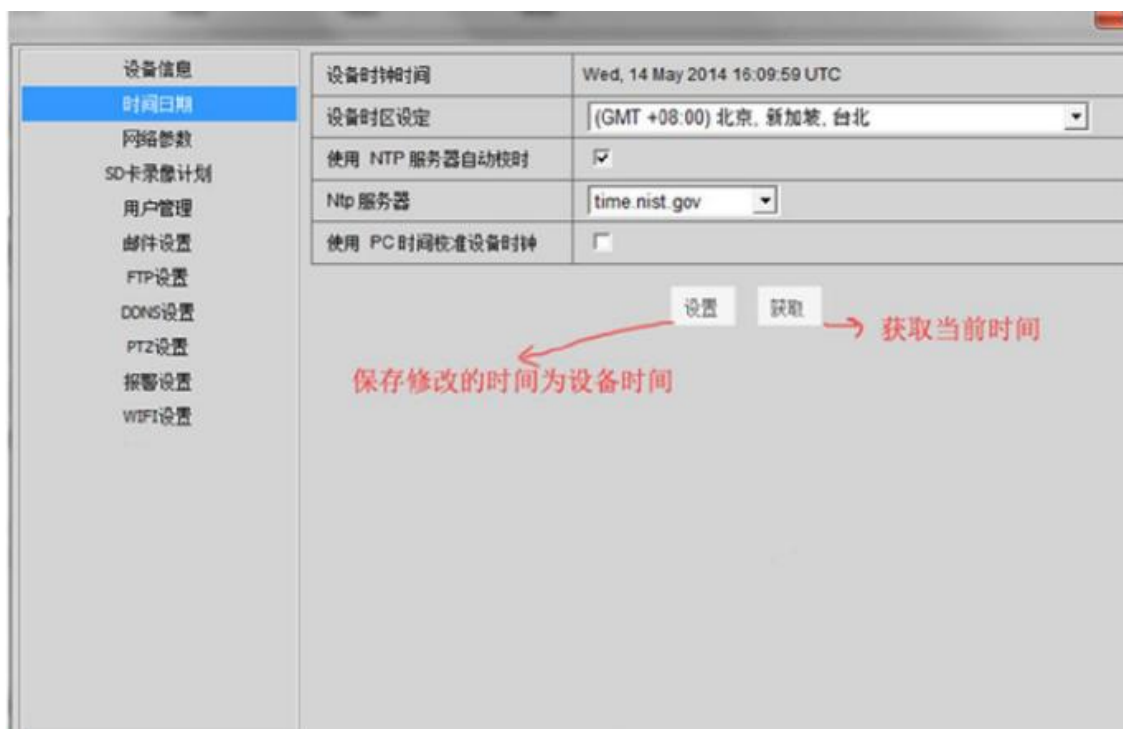 设备信息
时间日期
网络参数
SD卡录像计划
用户管理
邮件设置
FTP设置
DDNS设置
PTZ设置
报警设置
WIFI设置
设备时钟时间 Wed, 14 May 2014 16:09:59 UTC
设备时区设定 (GMT +08:00) 北京, 新加坡, 台北
使用 NTP 服务器自动校时
Ntp 服务器 time.nist.gov
使用 PC 时间校准设备时钟
设置 获取
获取当前时间
保存修改的时间为设备时间